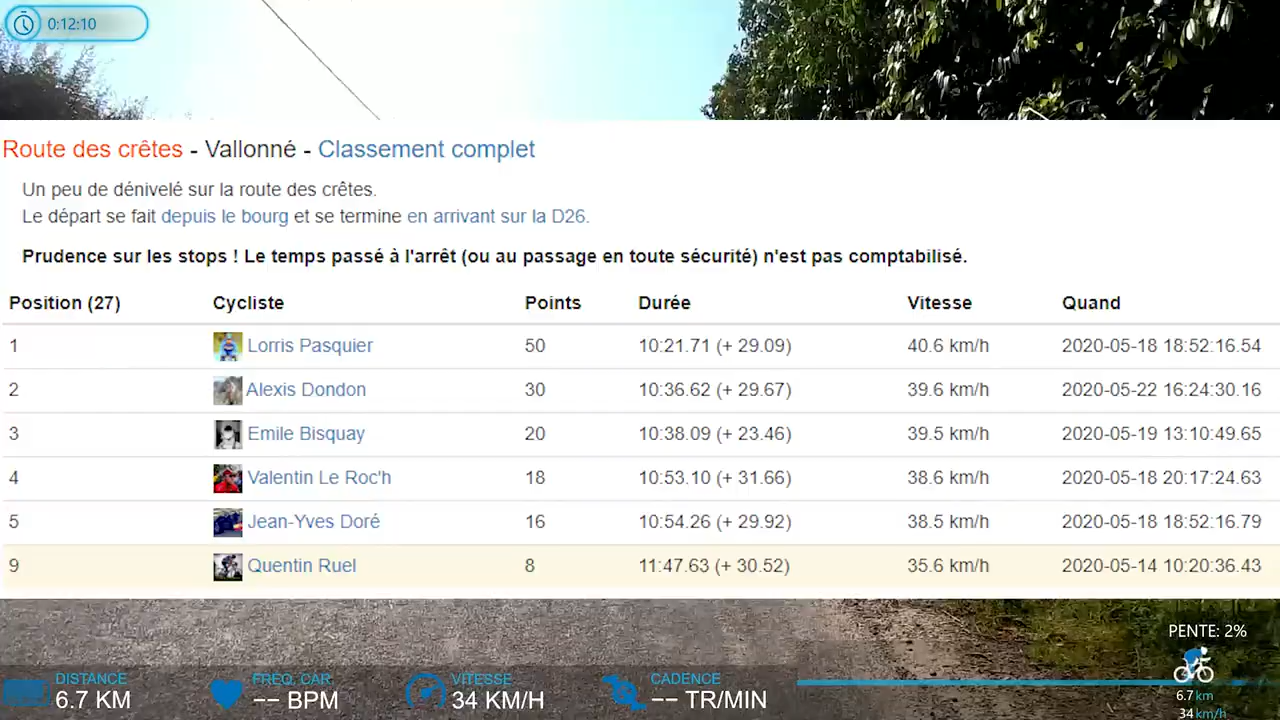 0:12:10
Route des crêtes - Vallonné - Classement complet
Un peu de dénivelé sur la route des crêtes.
Le départ se fait depuis le bourg et se termine en arrivant sur la D26.
Prudence sur les stops ! Le temps passé à l'arrêt (ou au passage en toute sécurité) n'est pas comptabilisé.
Position (27) Cycliste Points Durée Vitesse Quand
1 Lorris Pasquier 50 10:21.71 (+ 29.09) 40.6 km/h 2020-05-18 18:52:16.54
2 Alexis Dondon 30 10:36.62 (+ 29.67) 39.6 km/h 2020-05-22 16:24:30.16
3 Emile Bisquay 20 10:38.09 (+ 23.46) 39.5 km/h 2020-05-19 13:10:49.65
4 Valentin Le Roc'h 18 10:53.10 (+ 31.66) 38.6 km/h 2020-05-18 20:17:24.63
5 Jean-Yves Doré 16 10:54.26 (+ 29.92) 38.5 km/h 2020-05-18 18:52:16.79
9 Quentin Ruel 8 11:47.63 (+ 30.52) 35.6 km/h 2020-05-14 10:20:36.43
PENTE: 2%
DISTANCE FREQ. CAR. VITESSE CADENCE
6.7 KM -- BPM 34 KM/H -- TR/MIN
6.7 km
34 km/h